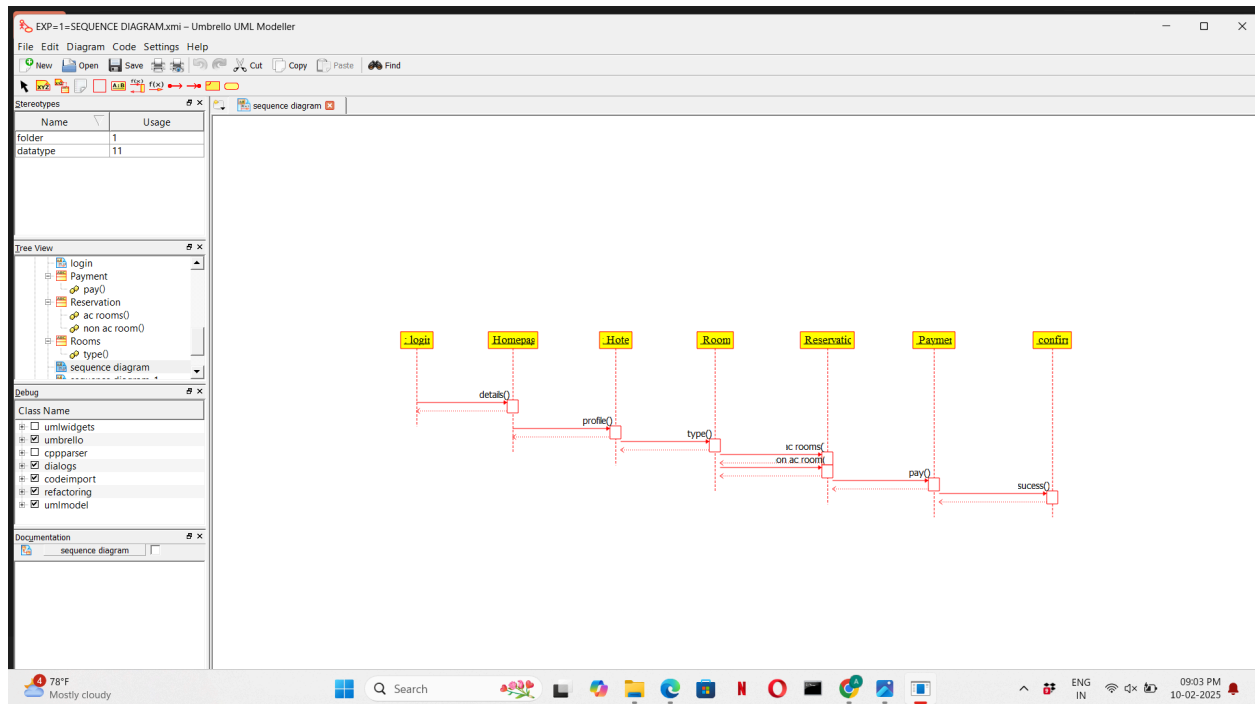 EXP=1=SEQUENCE DIAGRAM.xmi – Umbrello UML Modeller
File Edit Diagram Code Settings Help
New Open Save Cut Copy Paste Find
Stereotypes
sequence diagram
Name Usage
folder 1
datatype 11
Tree View
login
Payment
pay()
Reservation
ac rooms()
non ac room()
Rooms
type()
sequence diagram
Debug
Class Name
umlwidgets
umbrello
cppparser
dialogs
codeimport
refactoring
umlmodel
Documentation
sequence diagram
: login Homepag Hote Room Reservatic Paymer confir
details()
profile()
type()
ac rooms(
on ac room(
pay()
sucess()
4
78°F
Mostly cloudy
Search
ENG
IN
09:03 PM
10-02-2025